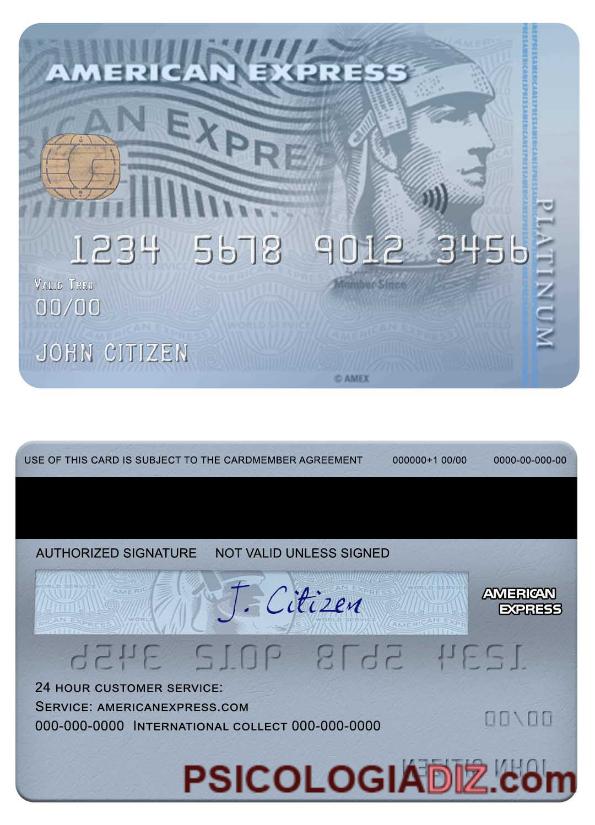 AMERICAN EXPRESS
RICAN EXPRES
1234 5678 9012 3456
PLATINUM
Member Since
VALID THRU
00/00
JOHN CITIZEN
© AMEX
USE OF THIS CARD IS SUBJECT TO THE CARDMEMBER AGREEMENT 000000+1 00/00 0000-00-000-00
AUTHORIZED SIGNATURE NOT VALID UNLESS SIGNED
J. Citizen
AMERICAN
EXPRESS
1234 5678 9012 3456
24 HOUR CUSTOMER SERVICE:
SERVICE: AMERICANEXPRESS.COM
00/00
000-000-0000 INTERNATIONAL COLLECT 000-000-0000
JOHN CITIZEN
PSICOLOGIADIZ.com